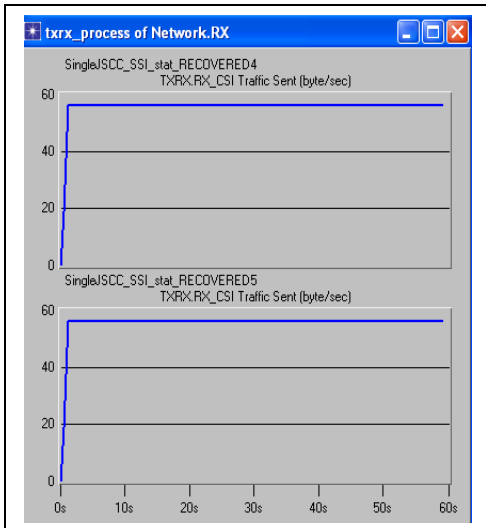 txrx_process of Network.RX
SingleJSCC_SSI_stat_RECOVERED4
TXRX.RX_CSI Traffic Sent (byte/sec)
60
40
20
0
SingleJSCC_SSI_stat_RECOVERED5
TXRX.RX_CSI Traffic Sent (byte/sec)
60
40
20
0
0s 10s 20s 30s 40s 50s 60s